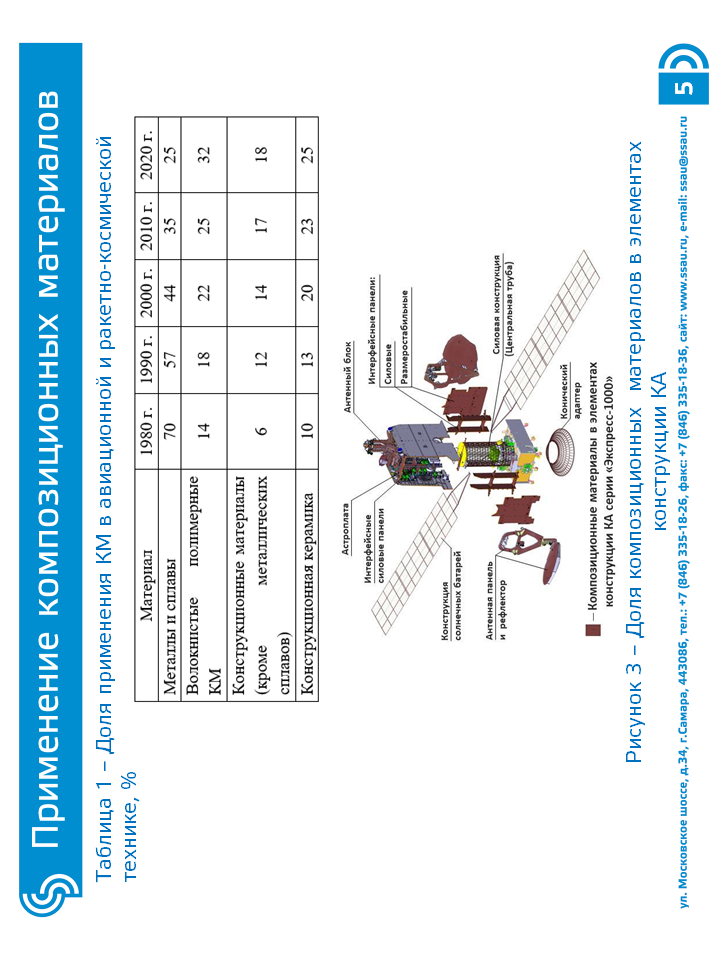 Применение композиционных материалов
Таблица 1 – Доля применения КМ в авиационной и ракетно-космической
технике, %
Материал 1980 г. 1990 г. 2000 г. 2010 г. 2020 г.
Металлы и сплавы 70 57 44 35 25
Волокнистые полимерные
КМ 14 18 22 25 32
Конструкционные материалы
(кроме металлических
сплавов) 6 12 14 17 18
Конструкционная керамика 10 13 20 23 25
Астроплата
Антенный блок
Интерфейсные
силовые панели
Интерфейсные панели:
Силовые
Размеростабильные
Конструкция
солнечных батарей
Силовая конструкция
(Центральная труба)
Антенная панель
и рефлектор
Конический
адаптер
– Композиционные материалы в элементах
конструкции КА серии «Экспресс-1000»
Рисунок 3 – Доля композиционных материалов в элементах
конструкции КА
ул. Московское шоссе, д.34, г.Самара, 443086, тел.: +7 (846) 335-18-26, факс: +7 (846) 335-18-36, сайт: www.ssau.ru, e-mail: ssau@ssau.ru
5